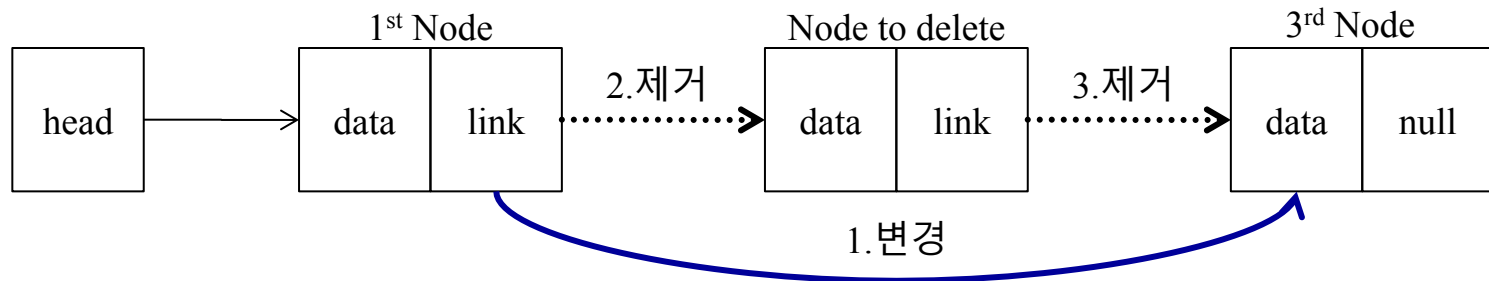 1st Node
Node to delete
3rd Node
head
data
link
2.제거
data
link
3.제거
data
null
1.변경